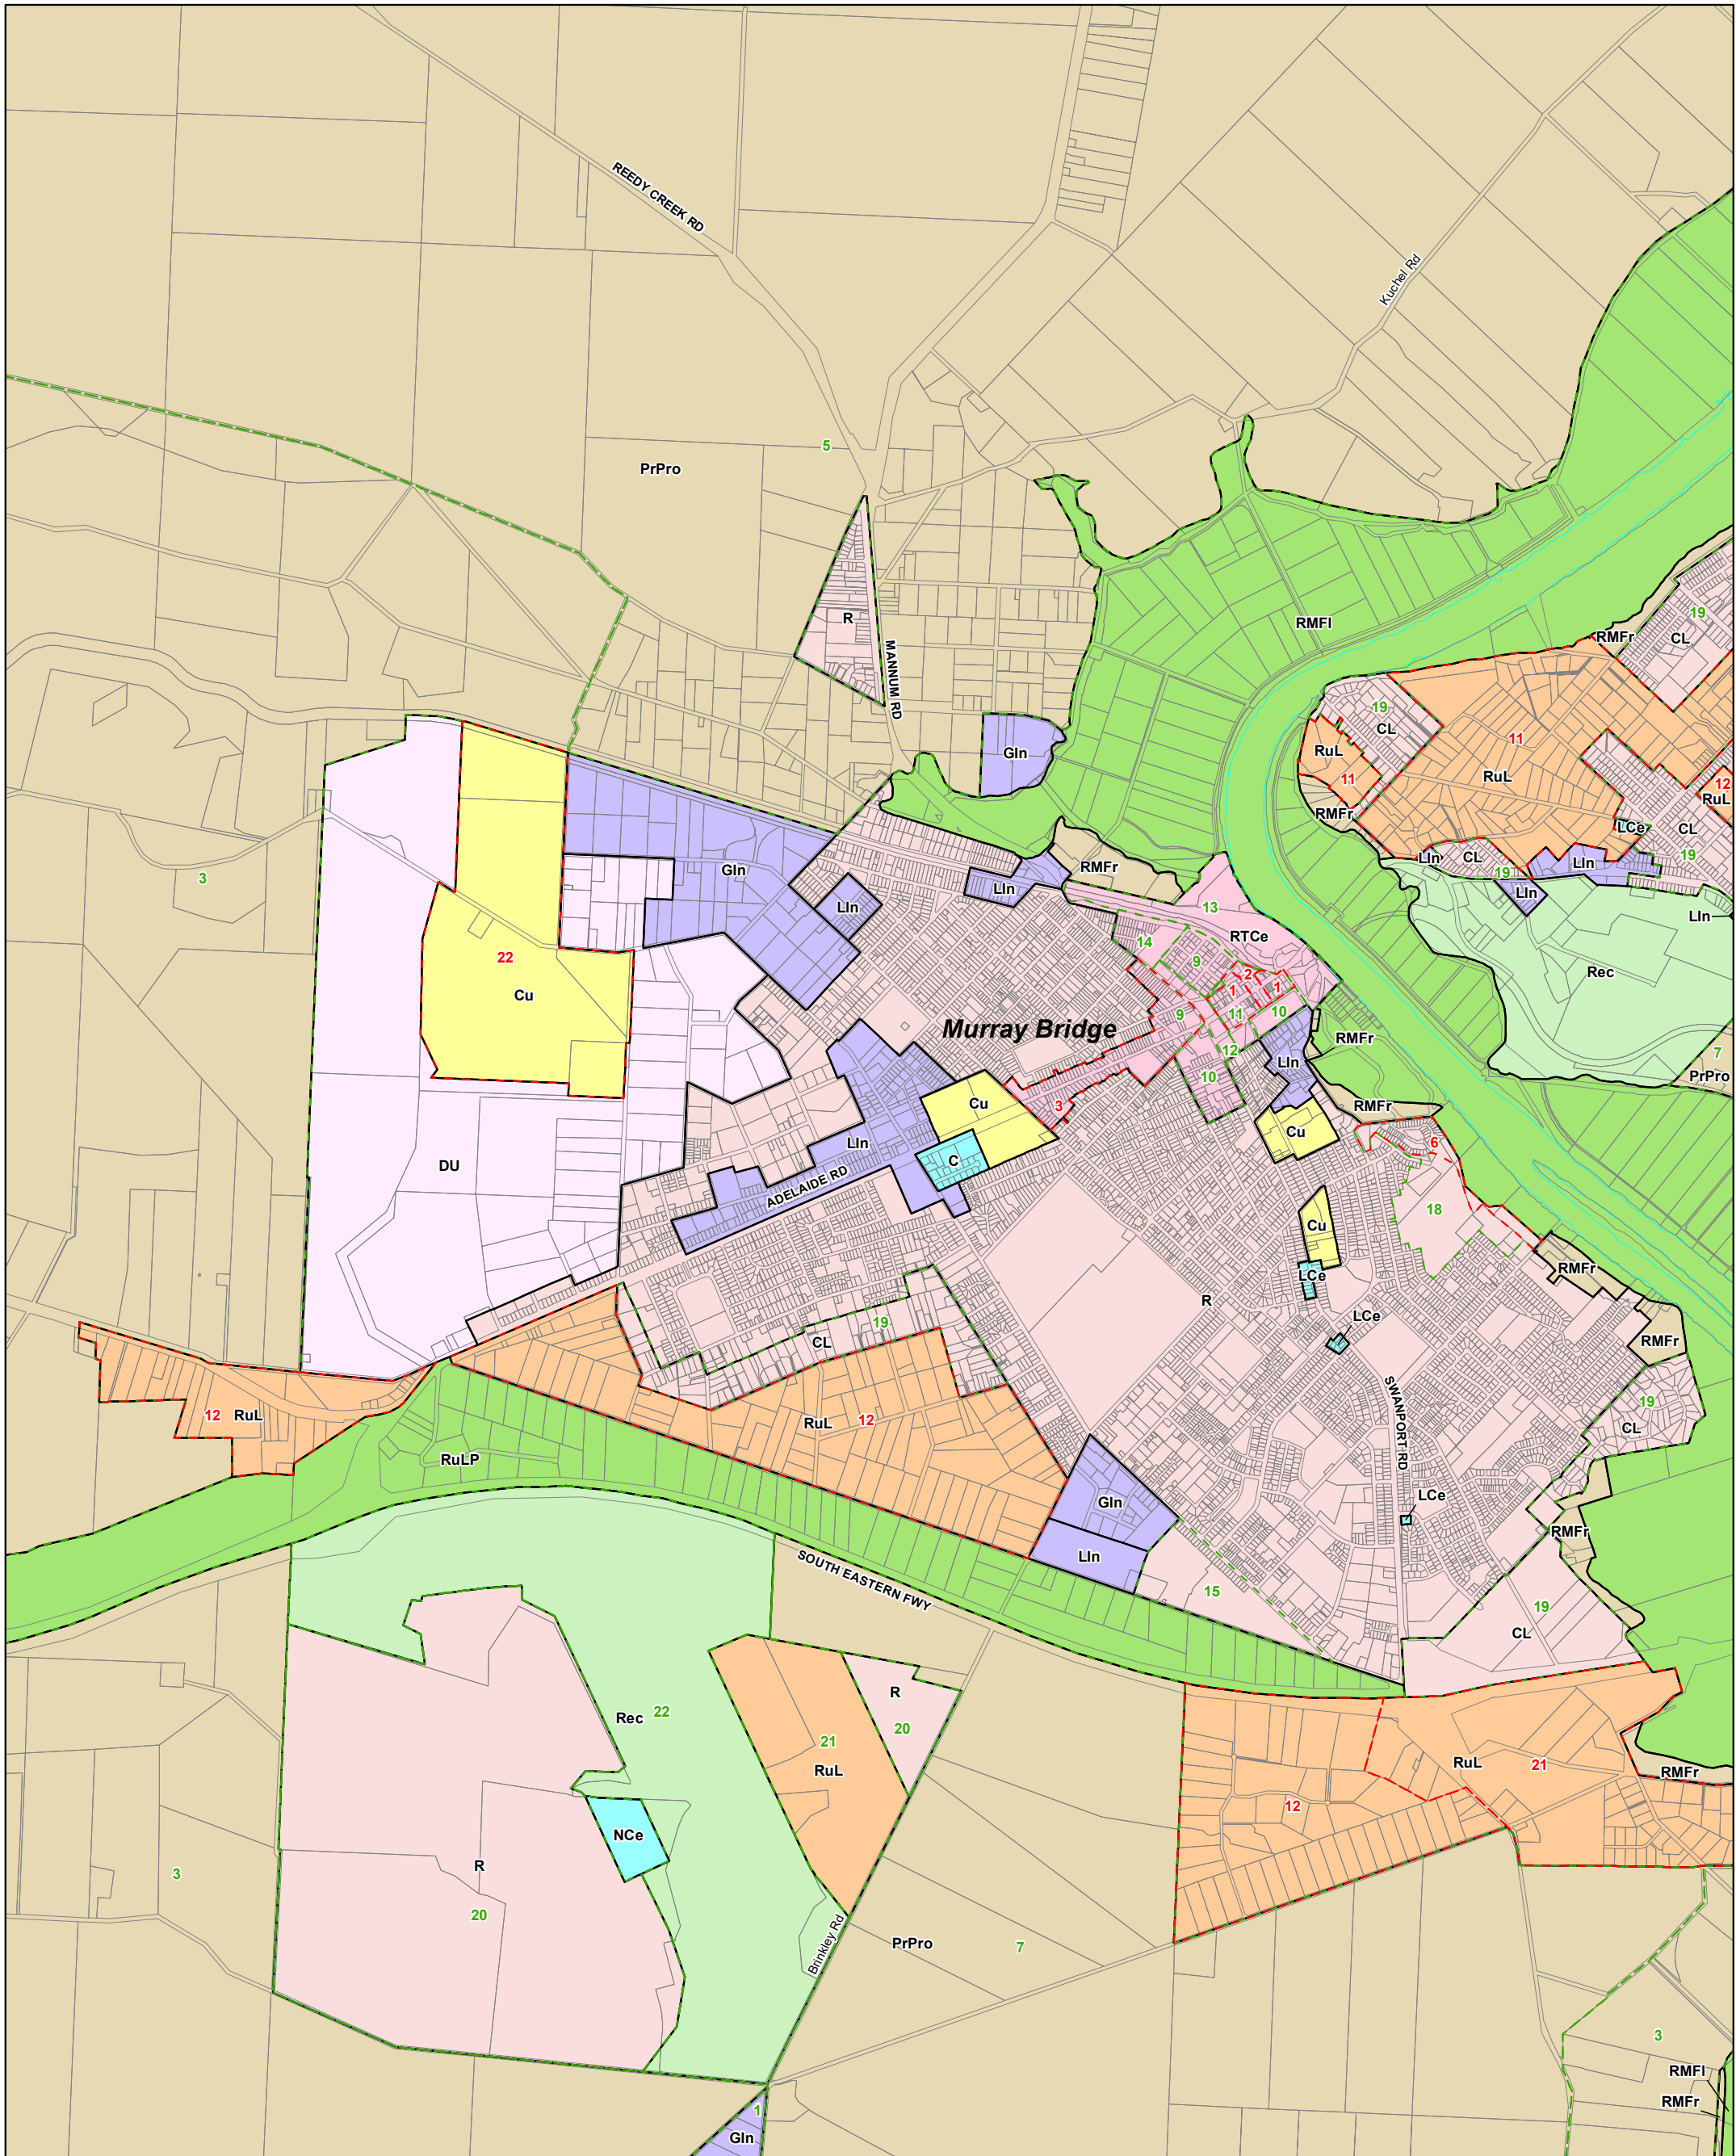 REEDY CREEK RD
Kuchel Rd
5
PrPro
R
MANNUM RD
RMFl
19
RMFr
CL
19
CL
RuL
11
11
RuL
GIn
12
RuL
RMFr
LCe
CL
19
LIn
CL
19
LIn
LIn
LIn
3
GIn
LIn
LIn
RMFr
13
RTCe
14
9
2
1
1
11
10
9
12
10
Rec
22
Cu
Murray Bridge
RMFr
LIn
7
PrPro
Cu
3
RMFr
Cu
6
LIn
C
DU
ADELAIDE RD
18
Cu
LCe
RMFr
R
LCe
RMFr
19
CL
SWANPORT RD
19
CL
12
RuL
RuL
12
RuLP
GIn
LCe
RMFr
LIn
SOUTH EASTERN FWY
15
19
CL
R
20
Rec
22
21
RuL
RuL
21
RMFr
12
NCe
R
20
3
Brinkley Rd
PrPro
7
3
RMFl
RMFr
1
GIn